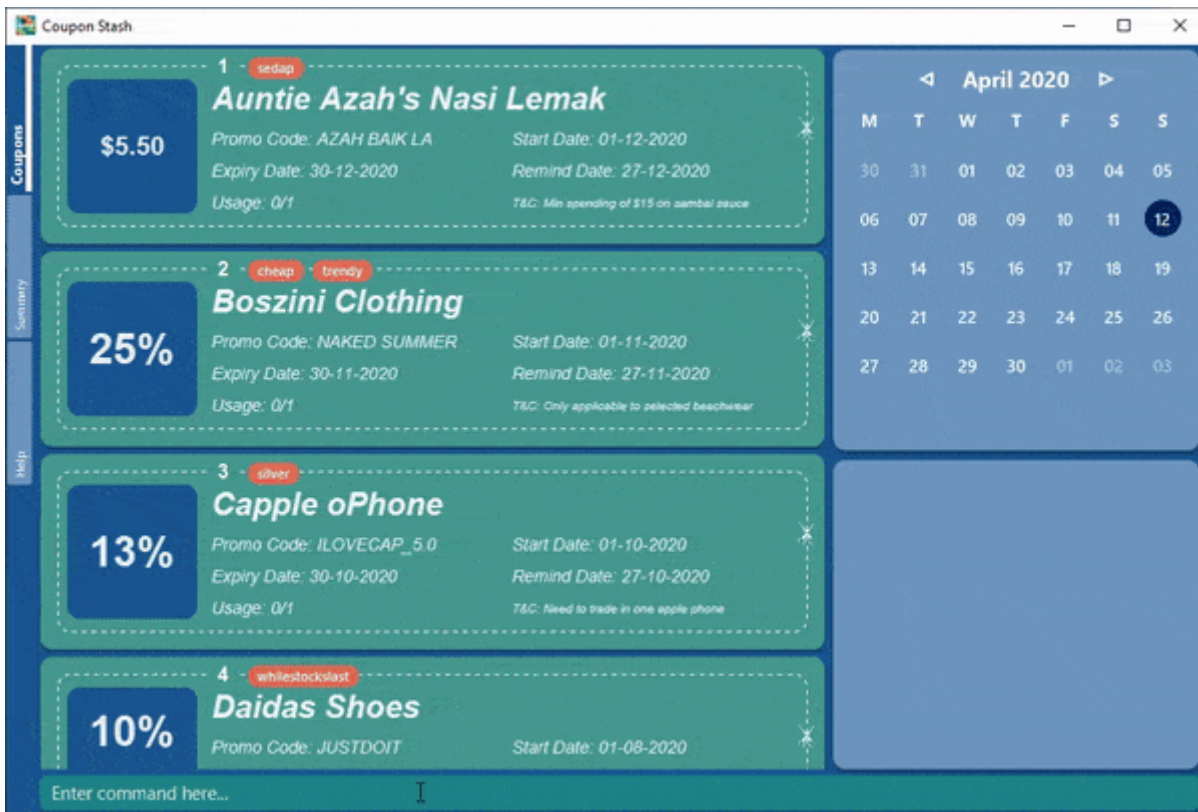 Coupon Stash
Coupons
Summary
Help
1 sedap
Auntie Azah's Nasi Lemak
$5.50
Promo Code: AZAH BAIK LA Start Date: 01-12-2020
Expiry Date: 30-12-2020 Remind Date: 27-12-2020
Usage: 0/1 T&C: Min spending of $15 on sambal sauce
2 cheap trendy
Boszini Clothing
25%
Promo Code: NAKED SUMMER Start Date: 01-11-2020
Expiry Date: 30-11-2020 Remind Date: 27-11-2020
Usage: 0/1 T&C: Only applicable to selected beachwear
3 silver
Capple oPhone
13%
Promo Code: ILOVECAP_5.0 Start Date: 01-10-2020
Expiry Date: 30-10-2020 Remind Date: 27-10-2020
Usage: 0/1 T&C: Need to trade in one apple phone
4 whilestockslast
Daidas Shoes
10%
Promo Code: JUSTDOIT Start Date: 01-08-2020
April 2020
M T W T F S S
30 31 01 02 03 04 05
06 07 08 09 10 11 12
13 14 15 16 17 18 19
20 21 22 23 24 25 26
27 28 29 30 01 02 03
Enter command here...